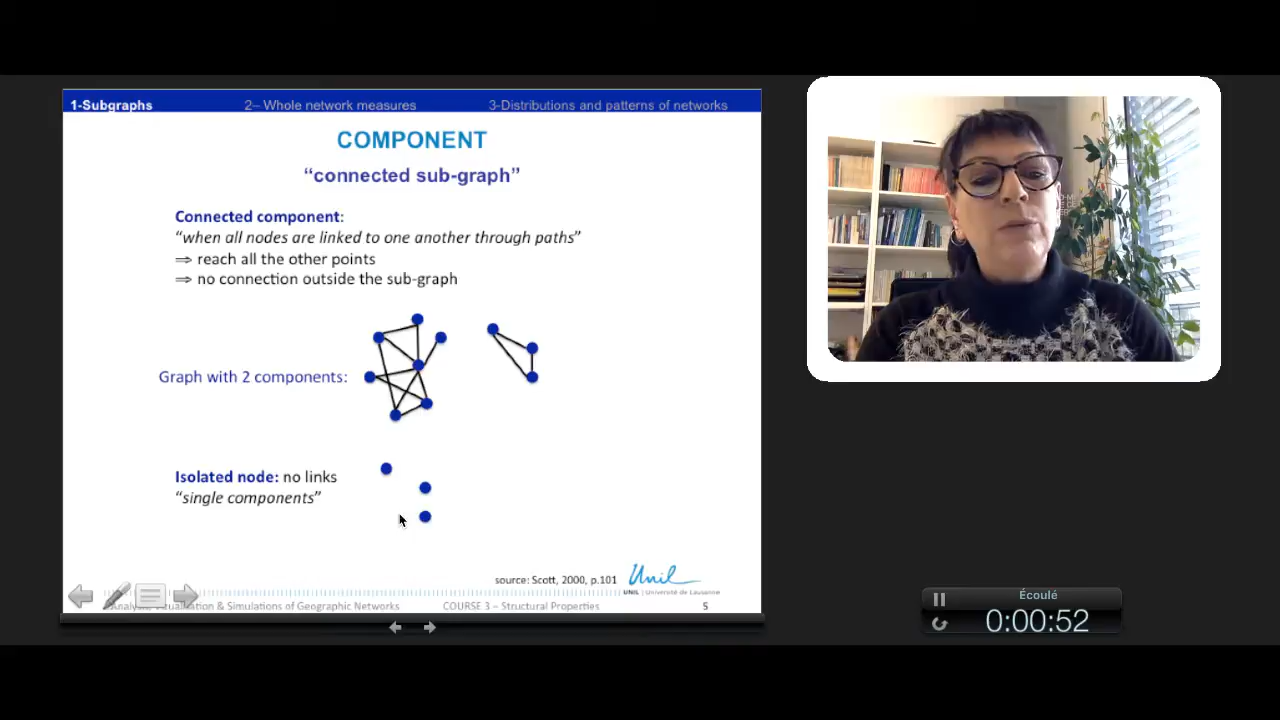 1-Subgraphs 2– Whole network measures 3-Distributions and patterns of networks
COMPONENT
“connected sub-graph”
Connected component:
“when all nodes are linked to one another through paths”
⇒ reach all the other points
⇒ no connection outside the sub-graph
Graph with 2 components:
Isolated node: no links
“single components”
source: Scott, 2000, p.101
Unil
UNIL | Université de Lausanne
& Simulations of Geographic Networks COURSE 3 – Structural Properties 5
Écoulé
0:00:52